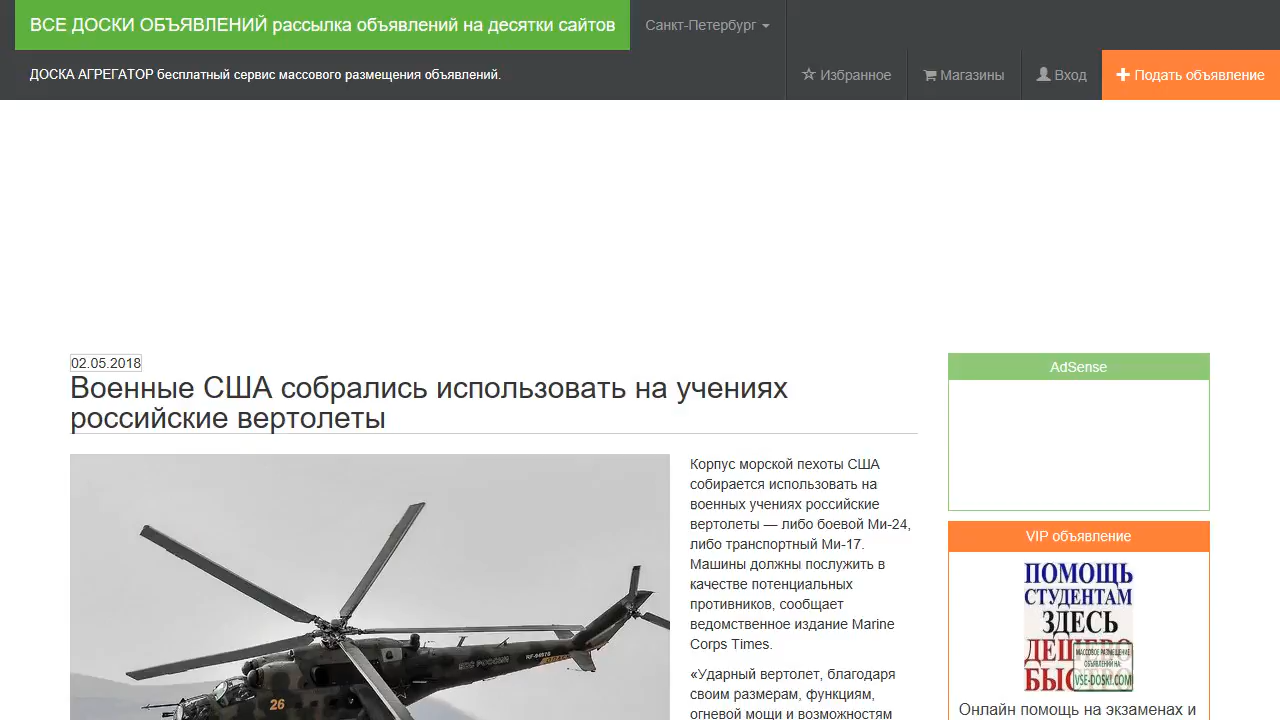 ВСЕ ДОСКИ ОБЪЯВЛЕНИЙ рассылка объявлений на десятки сайтов
Санкт-Петербург
ДОСКА АГРЕГАТОР бесплатный сервис массового размещения объявлений.
Избранное
Магазины
Вход
Подать объявление
02.05.2018
Военные США собрались использовать на учениях
российские вертолеты
Корпус морской пехоты США
собирается использовать на
военных учениях российские
вертолеты — либо боевой Ми-24,
либо транспортный Ми-17.
Машины должны послужить в
качестве потенциальных
противников, сообщает
ведомственное издание Marine
Corps Times.
«Ударный вертолет, благодаря
своим размерам, функциям,
огневой мощи и возможностям
ВВС РОССИИ
26
AdSense
VIP объявление
ПОМОЩЬ
СТУДЕНТАМ
ЗДЕСЬ
МАССОВОЕ РАЗМЕЩЕНИЕ
ОБЪЯВЛЕНИЙ НА:
VSE-DOSKI.COM
Онлайн помощь на экзаменах и